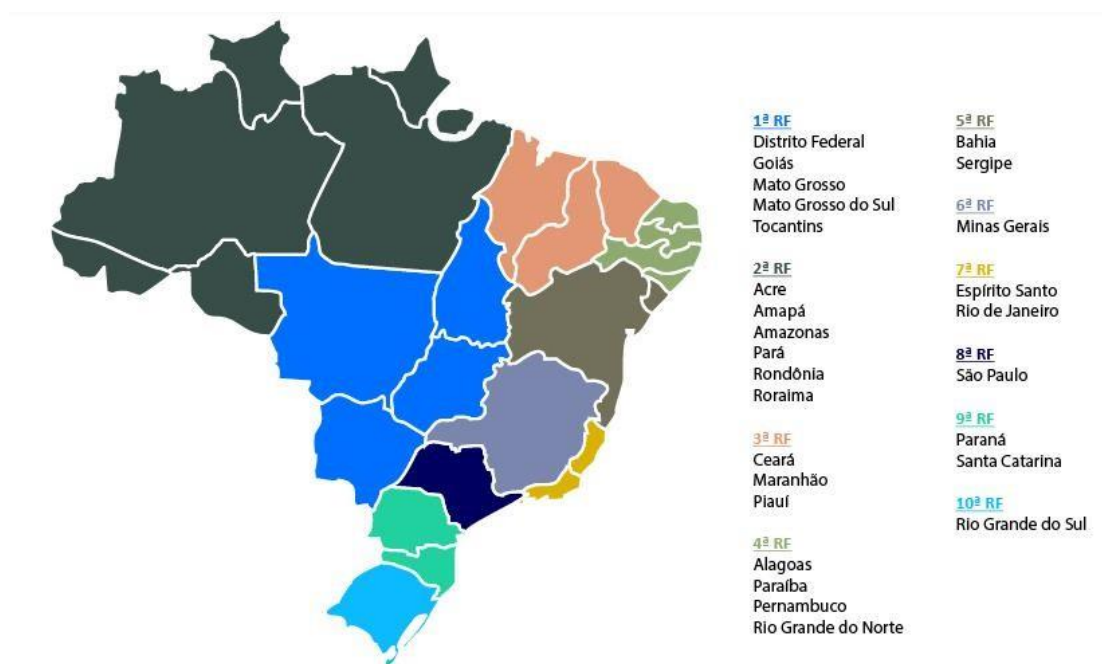 1ª RF
Distrito Federal
Goiás
Mato Grosso
Mato Grosso do Sul
Tocantins
2ª RF
Acre
Amapá
Amazonas
Pará
Rondônia
Roraima
3ª RF
Ceará
Maranhão
Piauí
4ª RF
Alagoas
Paraíba
Pernambuco
Rio Grande do Norte
5ª RF
Bahia
Sergipe
6ª RF
Minas Gerais
7ª RF
Espírito Santo
Rio de Janeiro
8ª RF
São Paulo
9ª RF
Paraná
Santa Catarina
10ª RF
Rio Grande do Sul